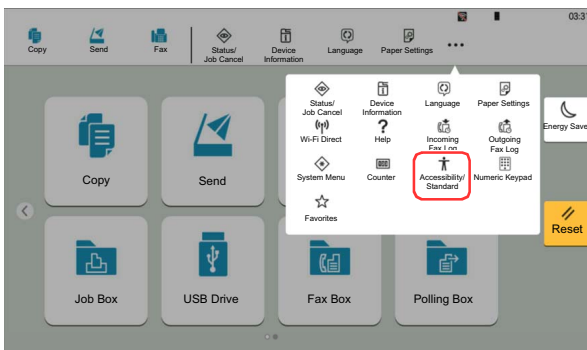 03:31
Copy
Send
Fax
Status/
Job Cancel
Device
Information
Language
Paper Settings
Status/
Job Cancel
Device
Information
Language
Paper Settings
Wi-Fi Direct
Help
Incoming
Fax Log
Outgoing
Fax Log
System Menu
Counter
Accessibility/
Standard
Numeric Keypad
Favorites
Energy Save
Reset
Copy
Send
Job Box
USB Drive
Fax Box
Polling Box